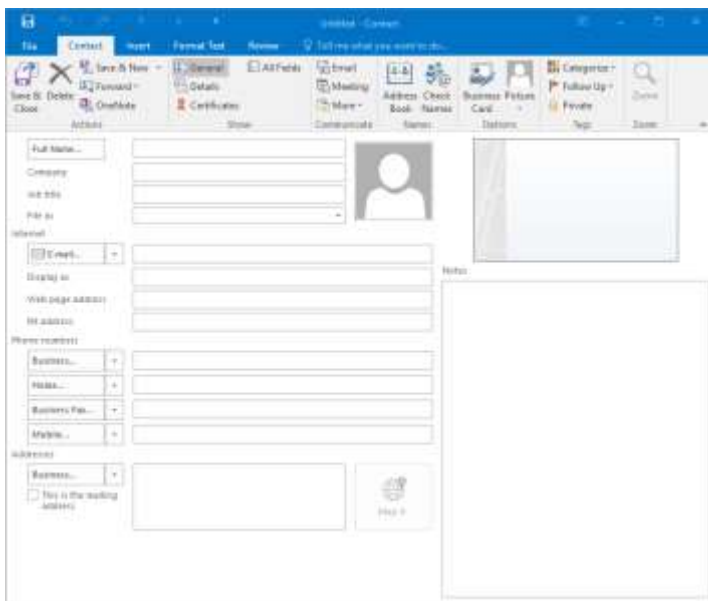 Untitled - Contact
File Contact Insert Format Text Review Tell me what you want to do...
Save & Close
Delete
Save & New
Forward
OneNote
Actions
General
Details
Certificates
All Fields
Show
Email
Meeting
More
Communicate
Address Book
Check Names
Names
Business Card
Picture
Options
Categorize
Follow Up
Private
Tags
Zoom
Zoom
Full Name...
Company
Job title
File as
Internet
E-mail...
Display as
Web page address
IM address
Phone numbers
Business...
Home...
Business Fax...
Mobile...
Addresses
Business...
This is the mailing
address
Map It
Notes